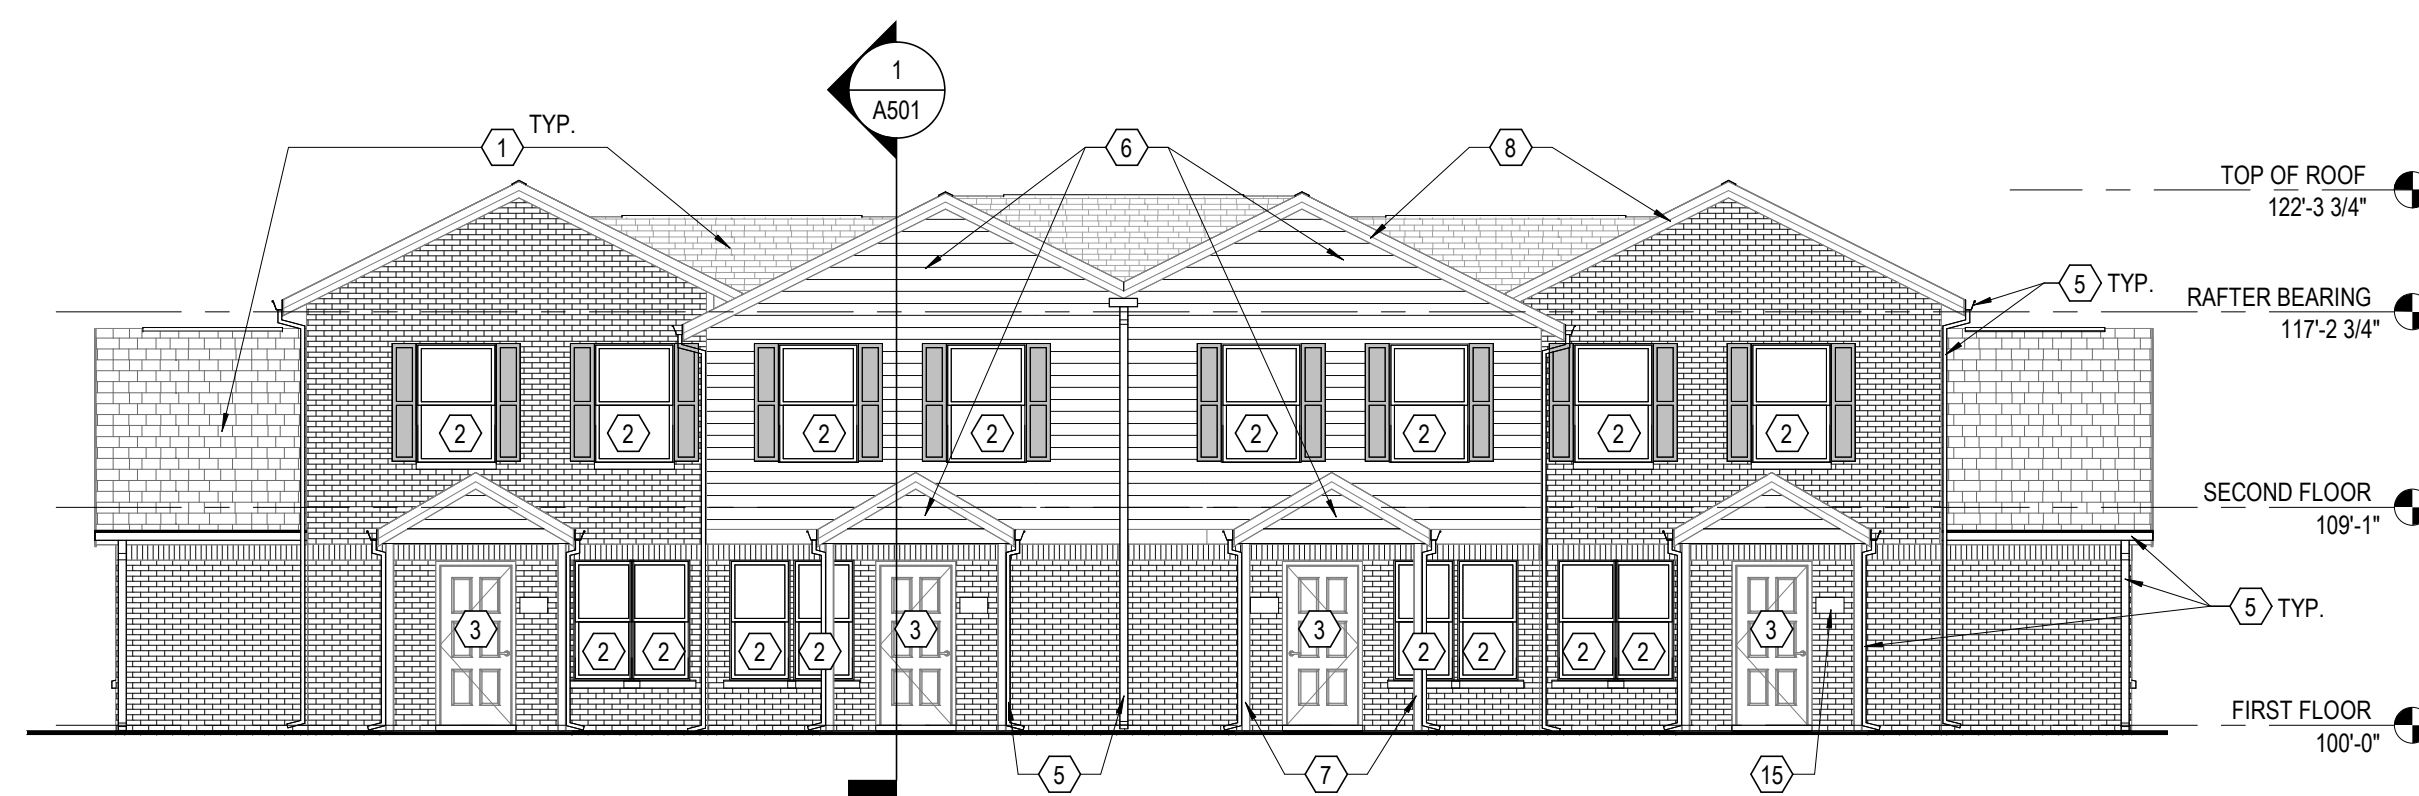 1
A501
TYP.
1
6
8
TOP OF ROOF
122'-3 3/4"
5 TYP.
RAFTER BEARING
117'-2 3/4"
2 2 2 2 2 2 2 2
SECOND FLOOR
109'-1"
5 TYP.
3 3 3 3
2 2 2 2 2 2 2 2
FIRST FLOOR
100'-0"
5
7
15